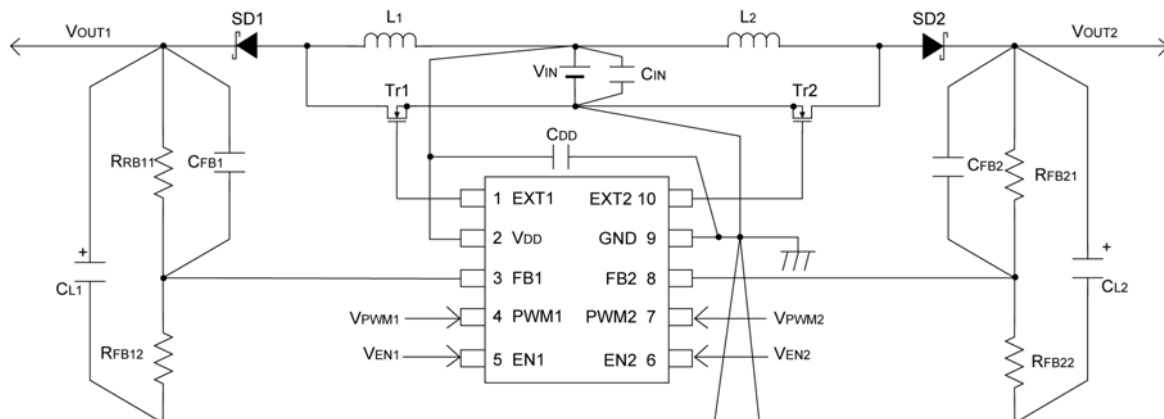 SD1 L1 L2 SD2
VOUT1 VOUT2
VIN CIN
Tr1 Tr2
CDD
RRB11 CFB1 CFB2 RFB21
1 EXT1 EXT2 10
2 VDD GND 9
+ +
3 FB1 FB2 8
CL1 CL2
VPWM1 4 PWM1 PWM2 7 VPWM2
VEN1 5 EN1 EN2 6 VEN2
RFB12 RFB22